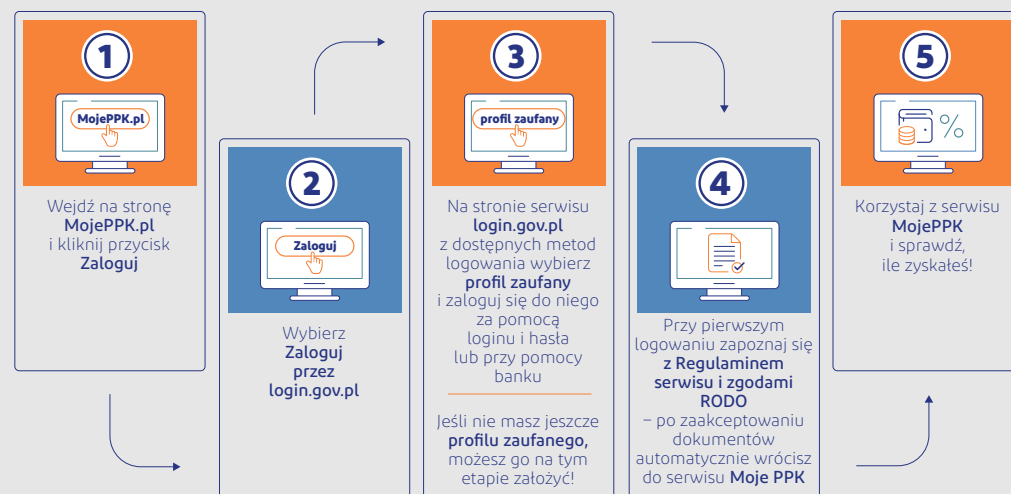 1
MojePPK.pl
Wejdź na stronę
MojePPK.pl
i kliknij przycisk
Zaloguj
2
Zaloguj
Wybierz
Zaloguj
przez
login.gov.pl
3
profil zaufany
Na stronie serwisu
login.gov.pl
z dostępnych metod
logowania wybierz
profil zaufany
i zaloguj się do niego
za pomocą
loginu i hasła
lub przy pomocy
banku
Jeśli nie masz jeszcze
profilu zaufanego,
możesz go na tym
etapie założyć!
4
Przy pierwszym
logowaniu zapoznaj się
z Regulaminem
serwisu i zgodami
RODO
– po zaakceptowaniu
dokumentów
automatycznie wrócisz
do serwisu Moje PPK
5
%
Korzystaj z serwisu
MojePPK
i sprawdź,
ile zyskałeś!